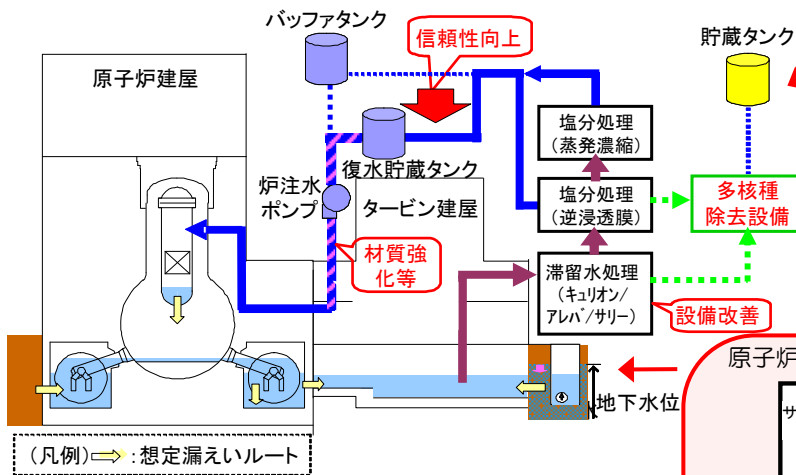 バッファタンク
信頼性向上
貯蔵タンク
原子炉建屋
塩分処理
(蒸発濃縮)
復水貯蔵タンク
炉注水
ポンプ
タービン建屋
塩分処理
(逆浸透膜)
多核種
除去設備
材質強
化等
滞留水処理
(キュリオン/
アレバ/サリー)
設備改善
原子炉
サ
地下水位
(凡例) :想定漏えいルート